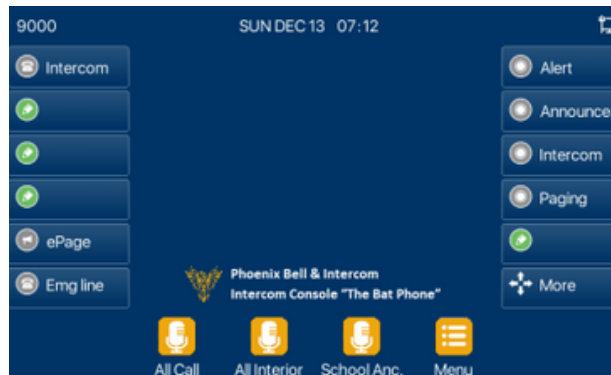 9000
SUN DEC 13 07:12
Intercom
ePage
Emg line
Alert
Announce
Intercom
Paging
More
Phoenix Bell & Intercom
Intercom Console "The Bat Phone"
All Call
All Interior
School Anc.
Menu